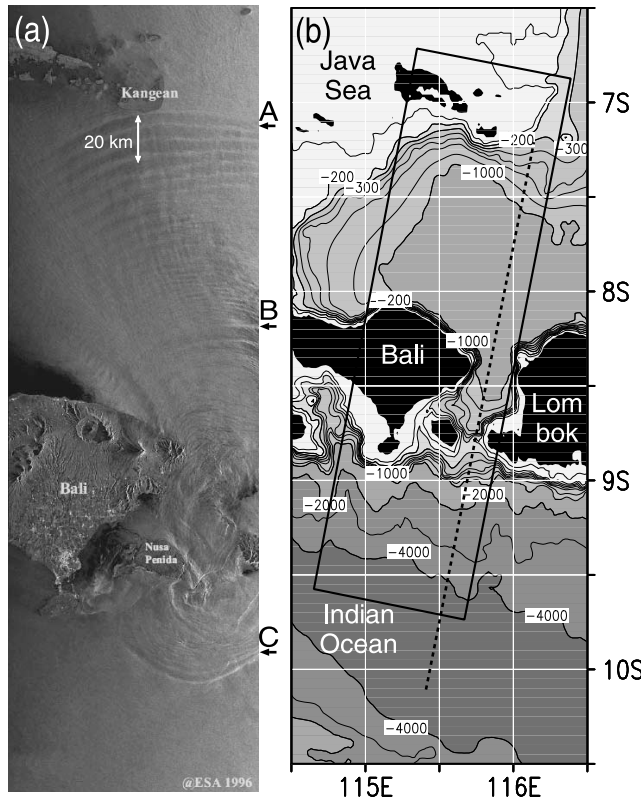 (a)
Kangean
20 km
A
B
Bali
Nusa
Penida
C
@ESA 1996
(b)
Java
Sea
-200
-300
-1000
-200
-300
-200
-1000
Bali
Lom
bok
-1000
-2000
-2000
-4000
-4000
Indian
Ocean
-4000
7S
8S
9S
10S
115E
116E